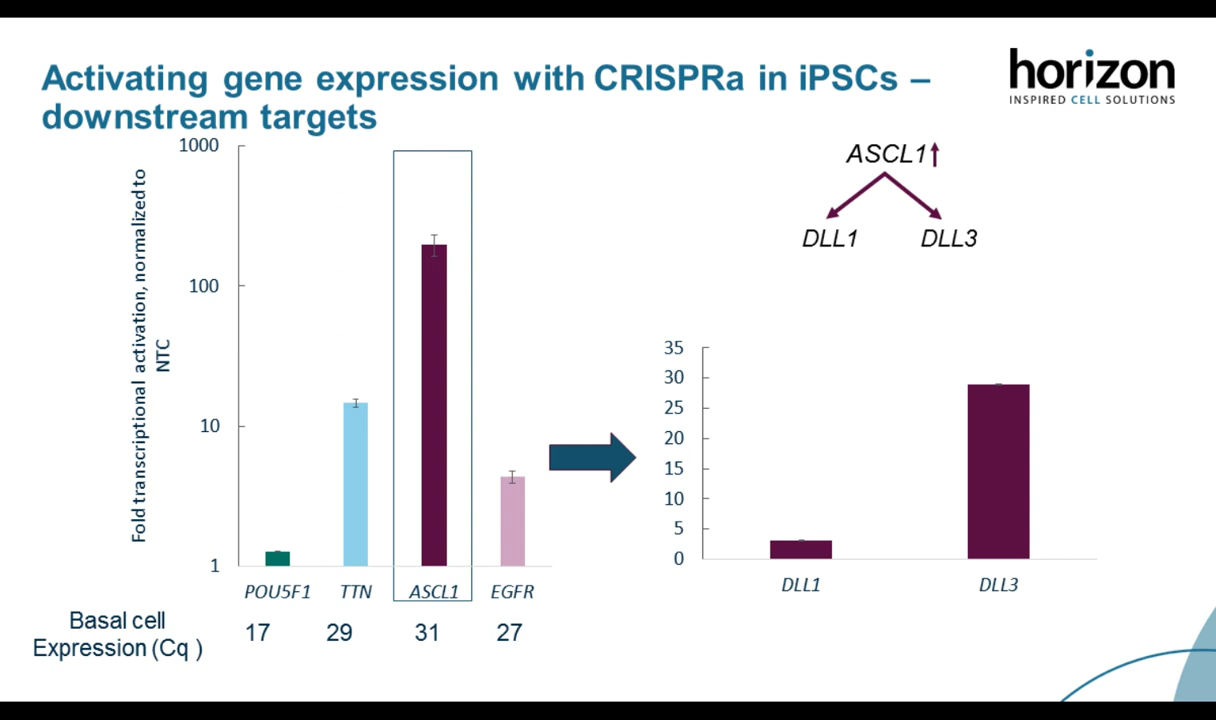 Activating gene expression with CRISPRa in iPSCs –
downstream targets
horizon
INSPIRED CELL SOLUTIONS
Fold transcriptional activation, normalized to
NTC
1000
100
10
1
POU5F1 TTN ASCL1 EGFR
Basal cell
Expression (Cq )
17 29 31 27
ASCL1
DLL1 DLL3
35
30
25
20
15
10
5
0
DLL1 DLL3